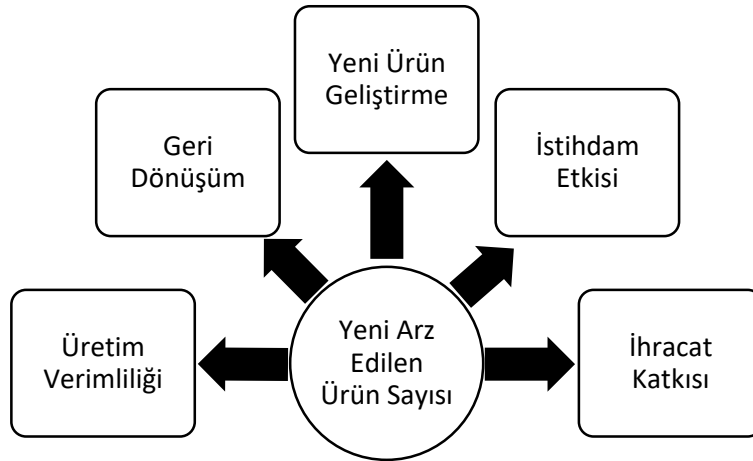 Yeni Ürün
Geliştirme
Geri
Dönüşüm
İstihdam
Etkisi
Üretim
Verimliliği
Yeni Arz
Edilen
Ürün Sayısı
İhracat
Katkısı